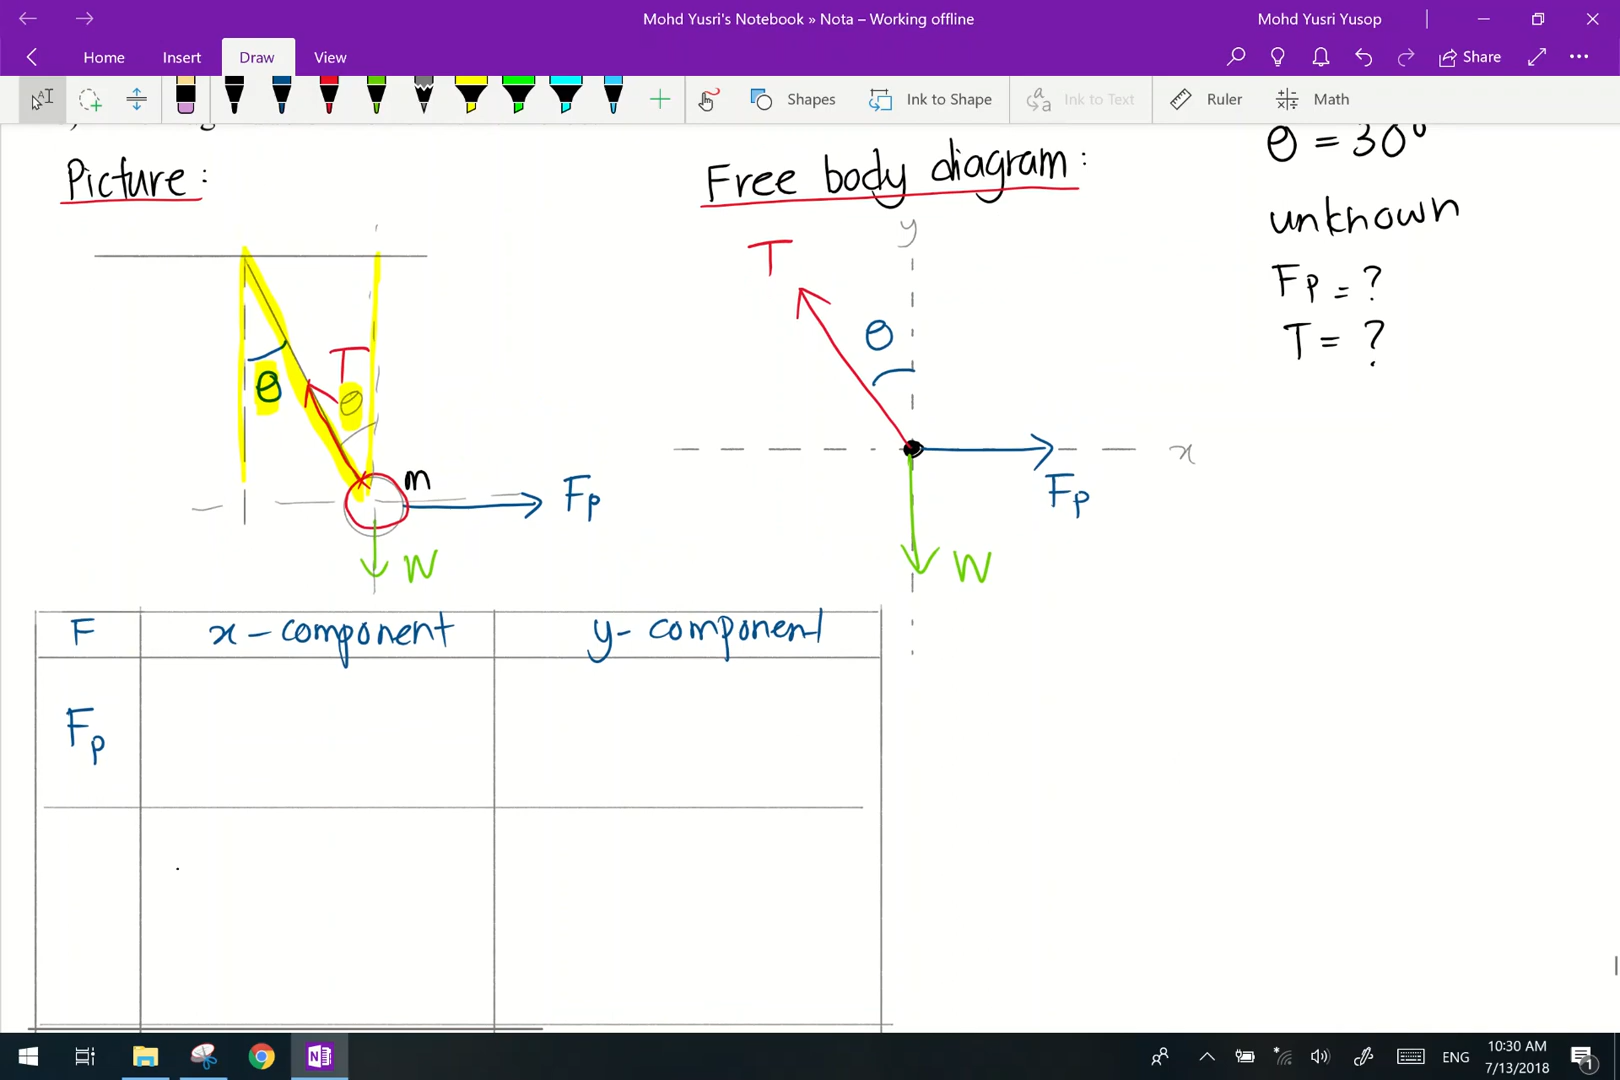 Mohd Yusri's Notebook » Nota – Working offline
Mohd Yusri Yusop
Home
Insert
Draw
View
Share
Shapes
Ink to Shape
Ink to Text
Ruler
Math
θ = 30°
Picture:
Free body diagram:
unknown
Fp = ?
T = ?
y
T
θ
x
Fp
W
θ
T
θ
m
Fp
W
F
x - component
y - component
Fp
ENG
10:30 AM
7/13/2018
1